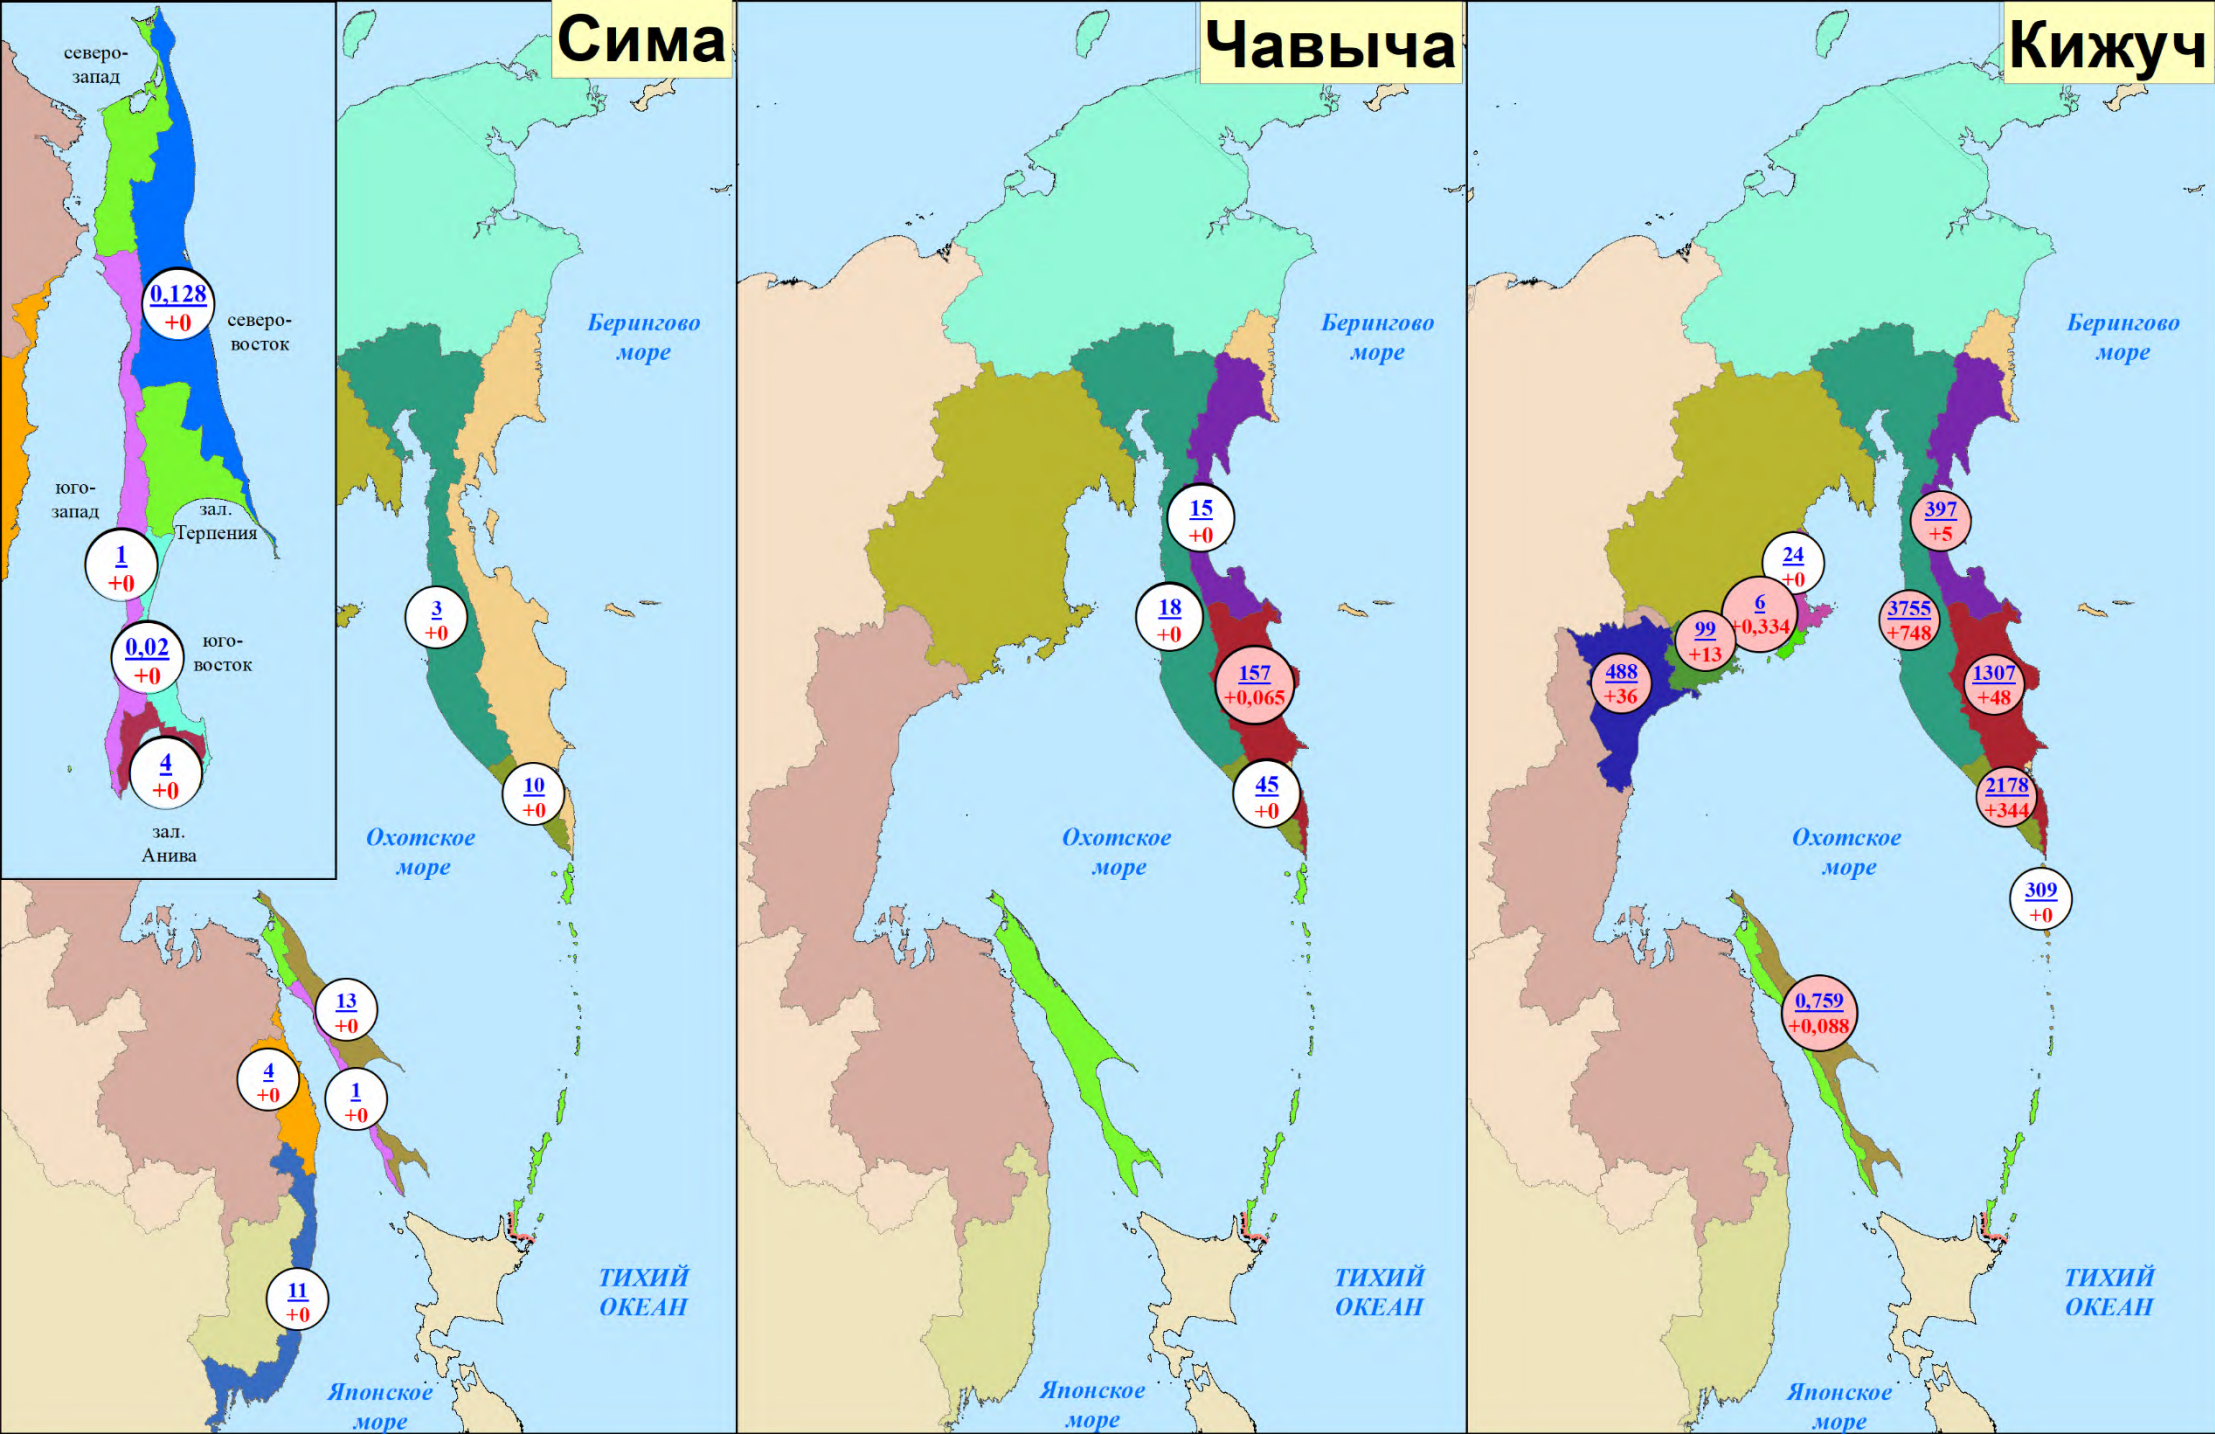 северо-
запад
0,128
+0
северо-
восток
юго-
запад
зал.
Терпения
1
+0
0,02
+0
юго-
восток
4
+0
зал.
Анива
Сима
Берингово
море
3
+0
10
+0
Охотское
море
13
+0
4
+0
1
+0
11
+0
ТИХИЙ
ОКЕАН
Японское
море
Чавыча
Берингово
море
15
+0
18
+0
157
+0,065
45
+0
Охотское
море
ТИХИЙ
ОКЕАН
Японское
море
Кижуч
Берингово
море
397
+5
24
+0
6
+0,334
99
+13
3755
+748
488
+36
1307
+48
2178
+344
Охотское
море
309
+0
0,759
+0,088
ТИХИЙ
ОКЕАН
Японское
море